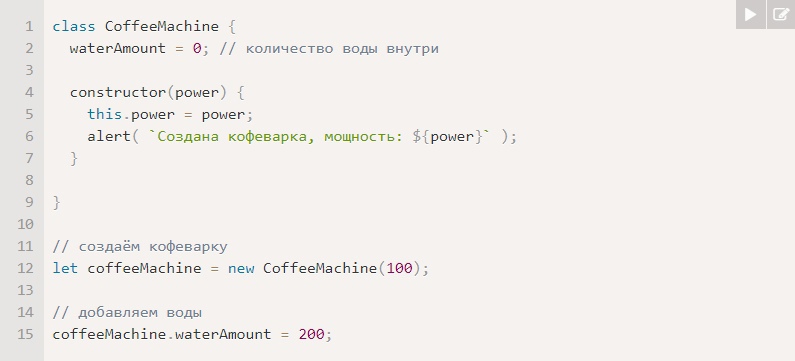 1 class CoffeeMachine {
2 waterAmount = 0; // количество воды внутри
3
4 constructor(power) {
5 this.power = power;
6 alert( `Создана кофеварка, мощность: ${power}` );
7 }
8
9 }
10
11 // создаём кофеварку
12 let coffeeMachine = new CoffeeMachine(100);
13
14 // добавляем воды
15 coffeeMachine.waterAmount = 200;